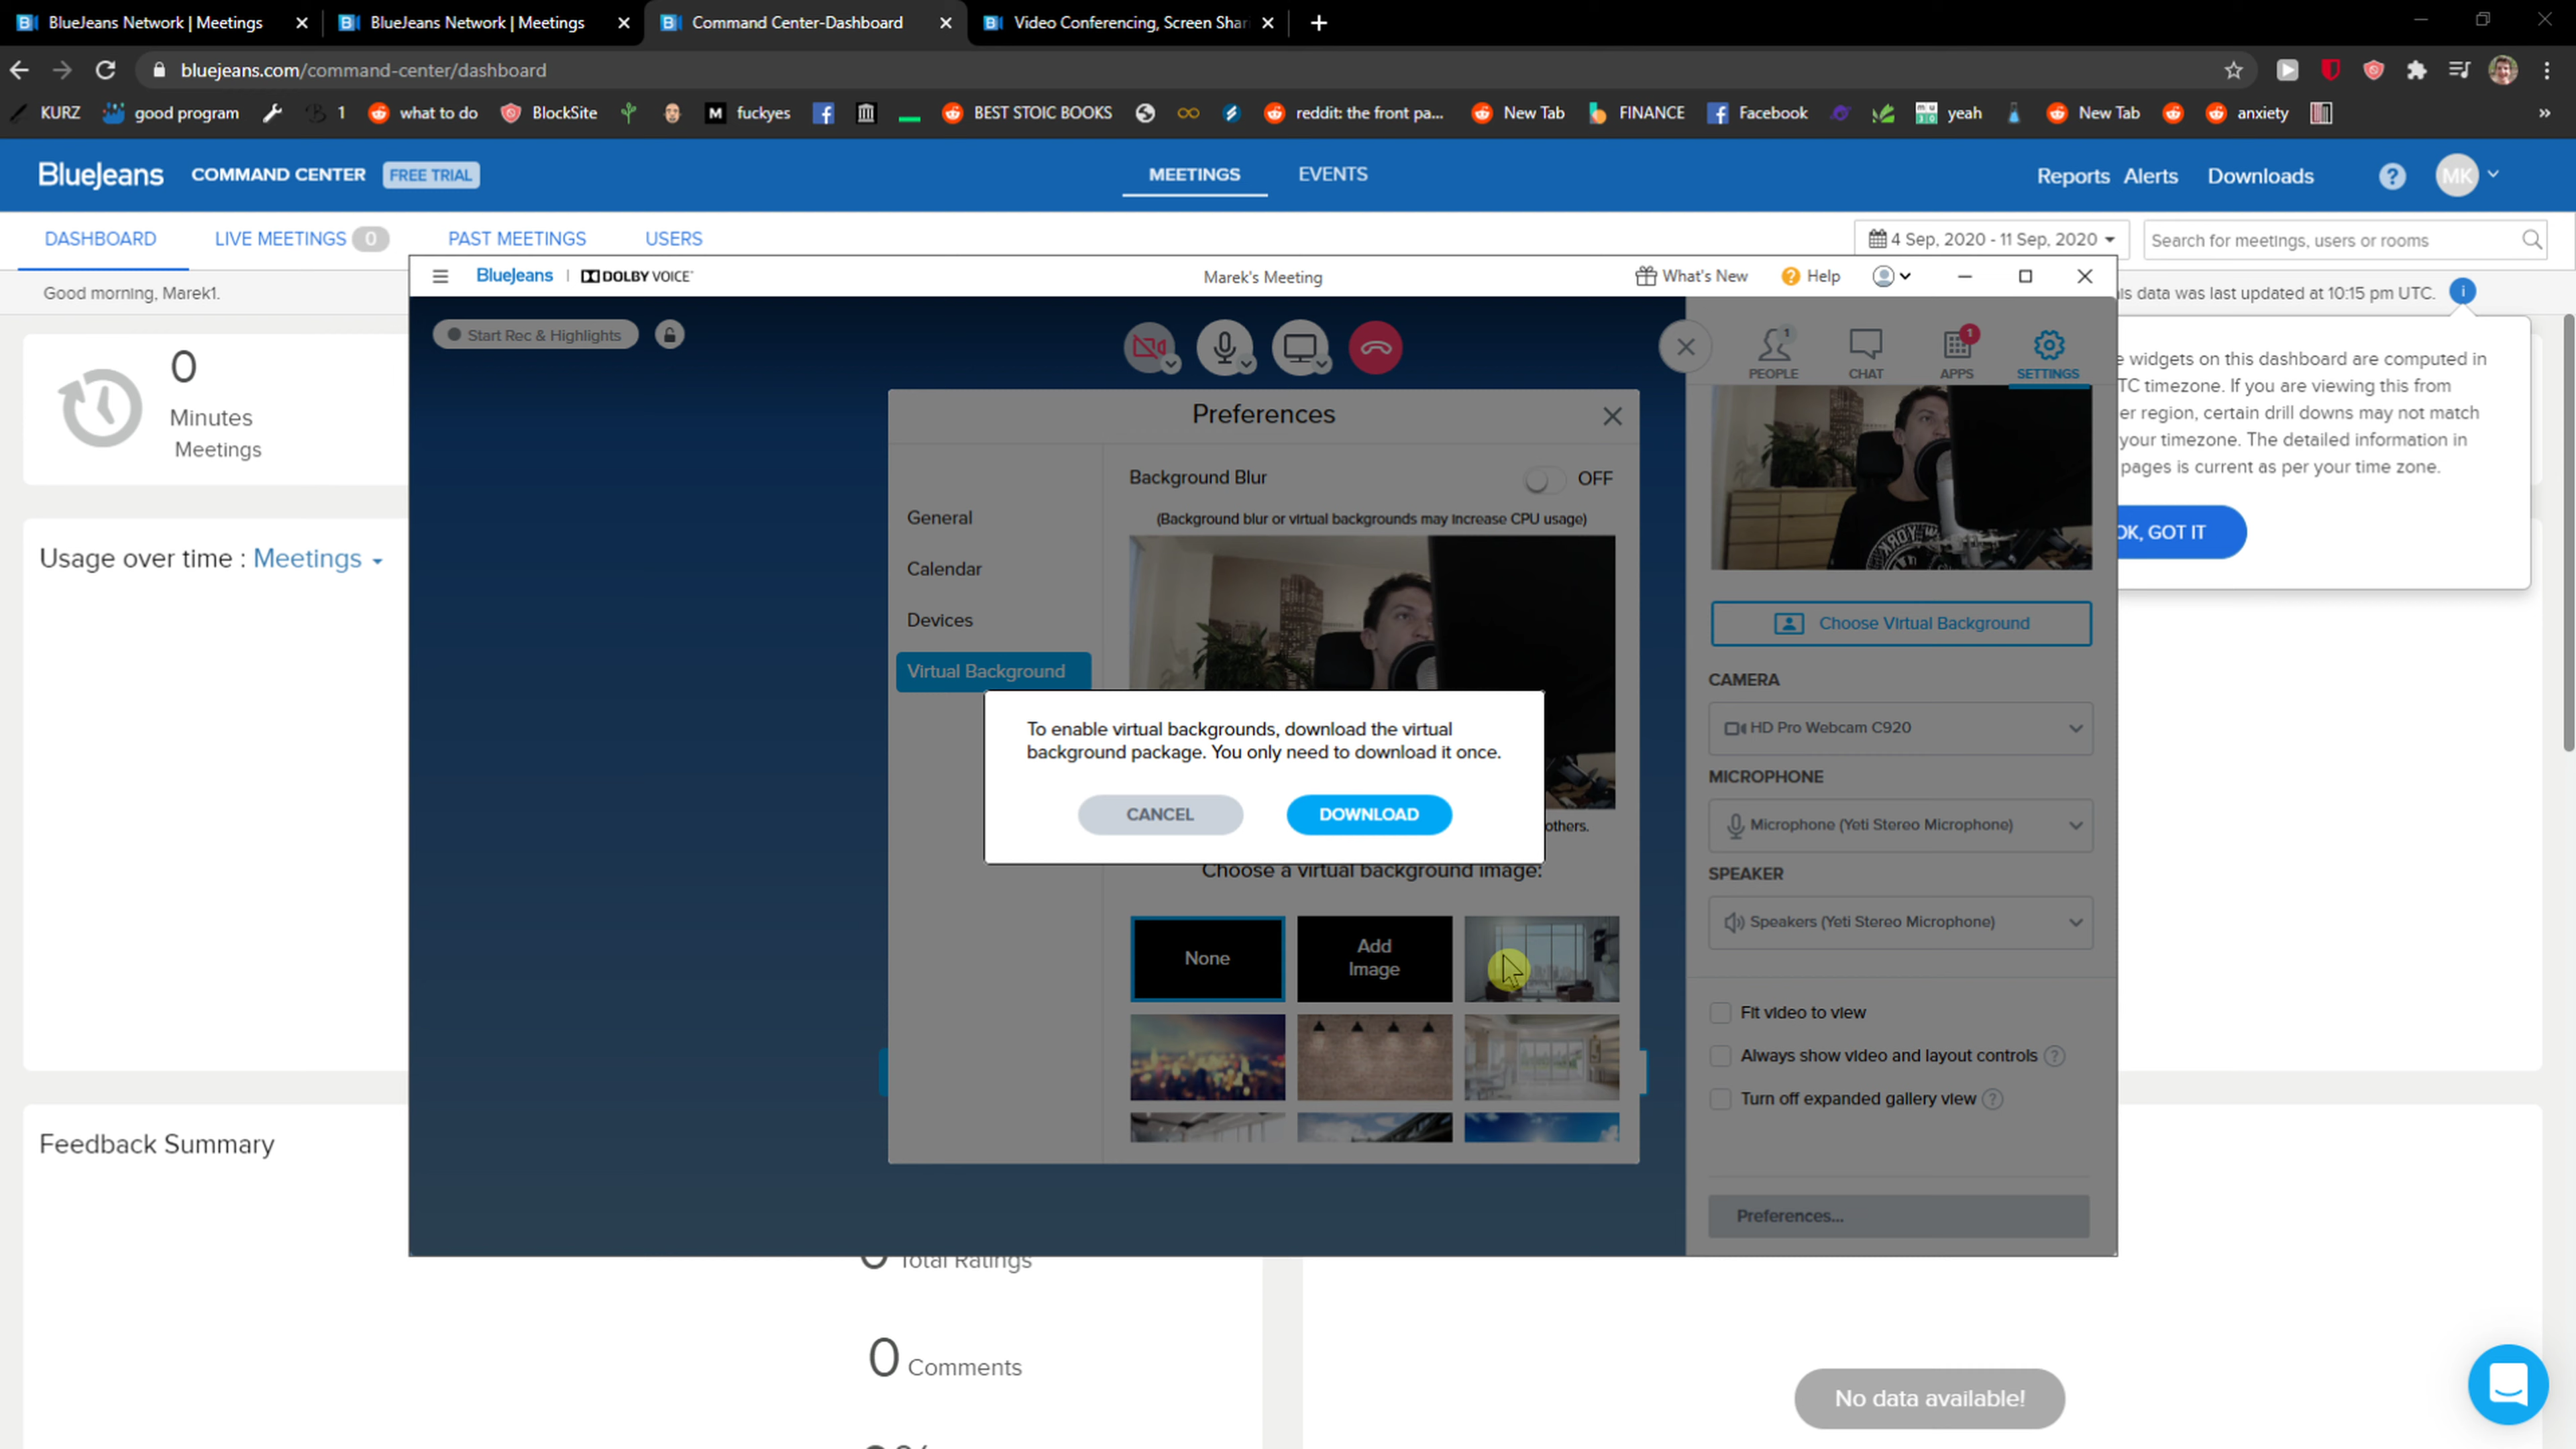 BlueJeans Network | Meetings
BlueJeans Network | Meetings
Command Center-Dashboard
Video Conferencing, Screen Shar
bluejeans.com/command-center/dashboard
KURZ
good program
1
what to do
BlockSite
M
fuckyes
BEST STOIC BOOKS
reddit: the front pa...
New Tab
FINANCE
Facebook
yeah
New Tab
anxiety
»
BlueJeans COMMAND CENTER FREE TRIAL
MEETINGS
EVENTS
Reports Alerts Downloads
?
MK
DASHBOARD
LIVE MEETINGS 0
PAST MEETINGS
USERS
4 Sep, 2020 - 11 Sep, 2020
Search for meetings, users or rooms
Good morning, Marek1.
is data was last updated at 10:15 pm UTC.
i
BlueJeans | DOLBY VOICE
Marek's Meeting
What's New
Help
Start Rec & Highlights
PEOPLE 1
CHAT
APPS 1
SETTINGS
e widgets on this dashboard are computed in
TC timezone. If you are viewing this from
er region, certain drill downs may not match
your timezone. The detailed information in
pages is current as per your time zone.
OK, GOT IT
0
Minutes
Meetings
Usage over time : Meetings
Feedback Summary
Preferences
General
Calendar
Devices
Virtual Background
Background Blur
OFF
(Background blur or virtual backgrounds may increase CPU usage)
To enable virtual backgrounds, download the virtual
background package. You only need to download it once.
CANCEL
DOWNLOAD
others.
Choose a virtual background image:
None
Add
Image
Choose Virtual Background
CAMERA
HD Pro Webcam C920
MICROPHONE
Microphone (Yeti Stereo Microphone)
SPEAKER
Speakers (Yeti Stereo Microphone)
Fit video to view
Always show video and layout controls ?
Turn off expanded gallery view ?
Preferences...
Total Ratings
0 Comments
No data available!